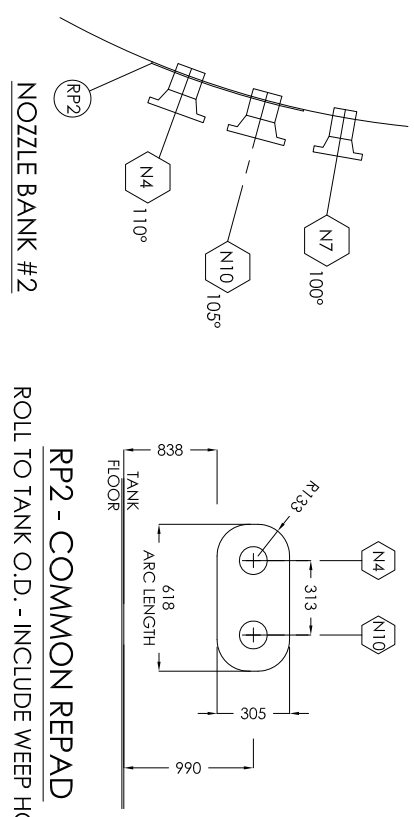 RP2
N4
110°
N10
105°
N7
100°
NOZZLE BANK #2
N4
N10
313
R133
838
TANK
FLOOR
618
ARC LENGTH
305
990
RP2 - COMMON REPAD
ROLL TO TANK O.D. - INCLUDE WEEP